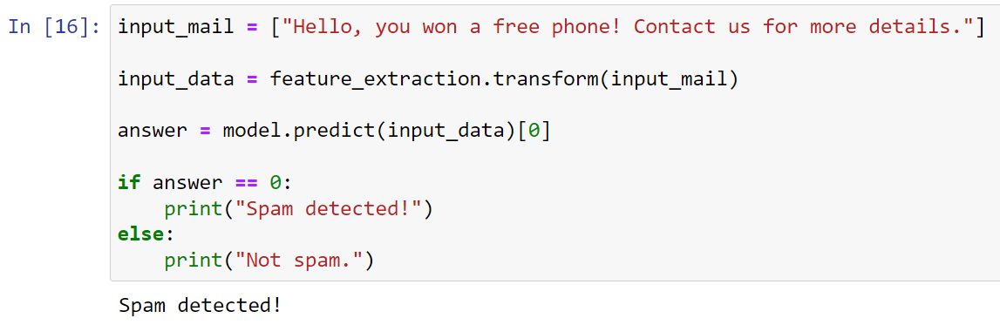 In [16]: input_mail = ["Hello, you won a free phone! Contact us for more details."]
input_data = feature_extraction.transform(input_mail)
answer = model.predict(input_data)[0]
if answer == 0:
    print("Spam detected!")
else:
    print("Not spam.")
Spam detected!